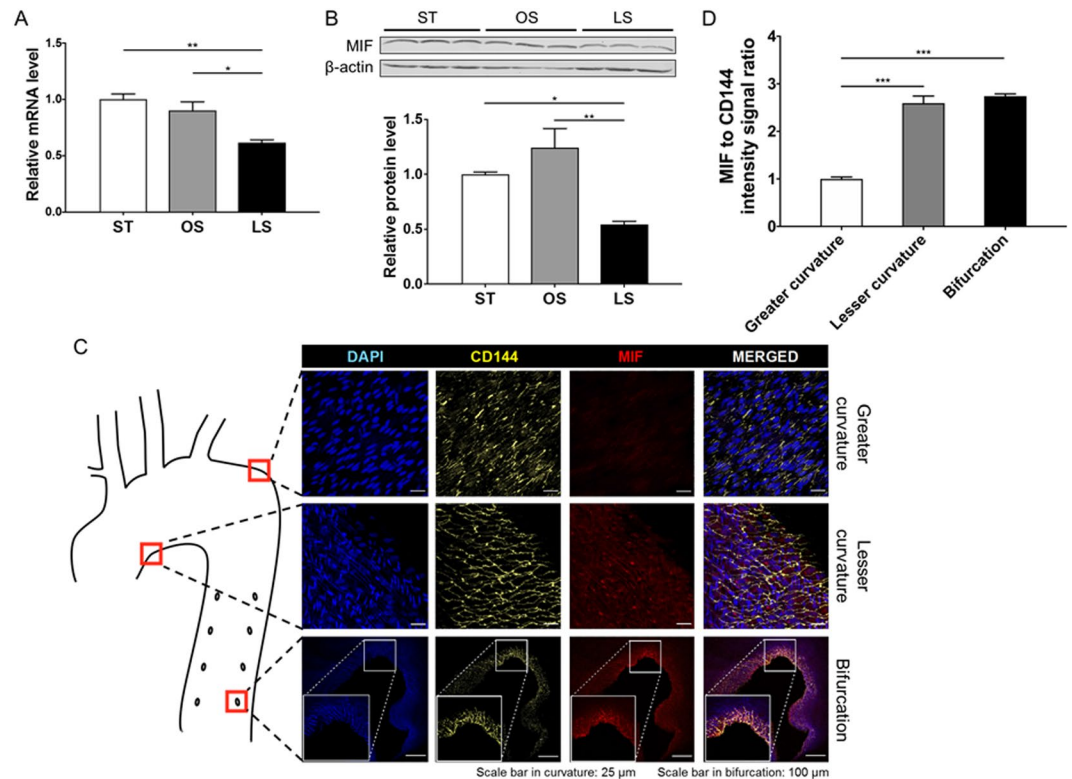 A
Relative mRNA level
1.5
1.0
0.5
0.0
**
*
ST OS LS
B
ST OS LS
MIF
β-actin
Relative protein level
1.5
1.0
0.5
0.0
*
**
ST OS LS
D
MIF to CD144
intensity signal ratio
4
3
2
1
0
***
***
Greater curvature
Lesser curvature
Bifurcation
C
DAPI CD144 MIF MERGED
Greater
curvature
Lesser
curvature
Bifurcation
Scale bar in curvature: 25 µm Scale bar in bifurcation: 100 µm